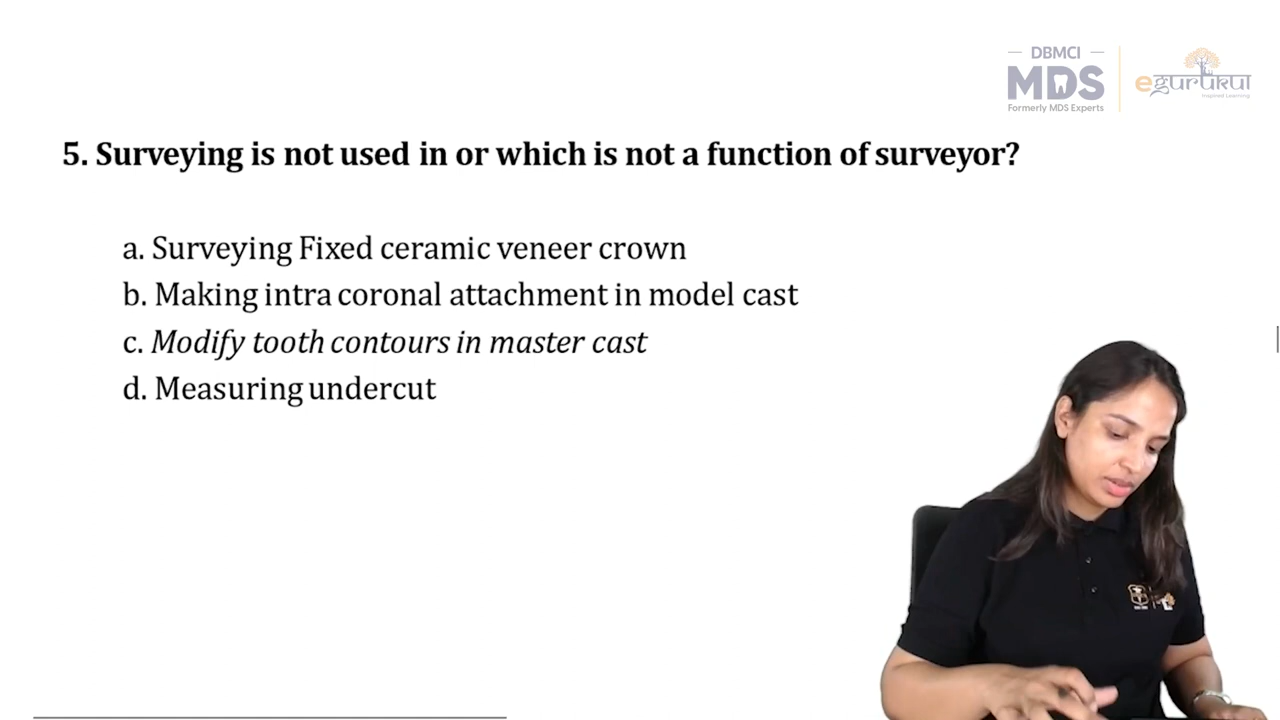 DBMCI
MDS
Formerly MDS Experts
egurukul
Inspired Learning
5. Surveying is not used in or which is not a function of surveyor?
a. Surveying Fixed ceramic veneer crown
b. Making intra coronal attachment in model cast
c. Modify tooth contours in master cast
d. Measuring undercut